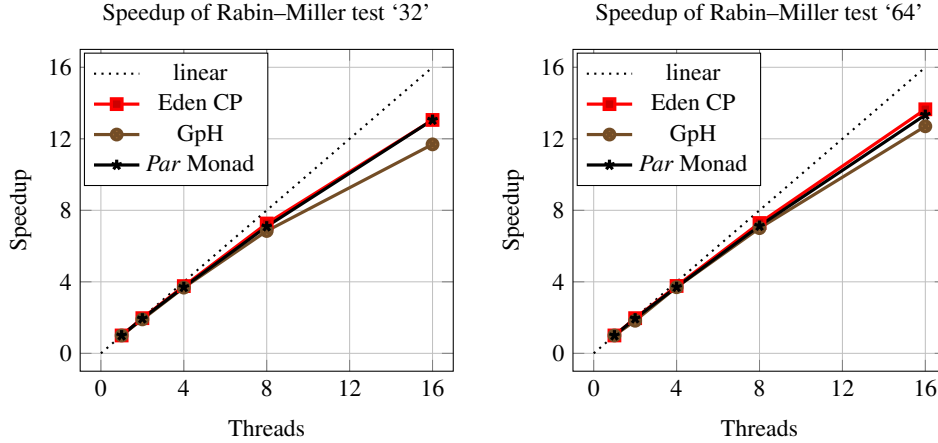 Speedup of Rabin–Miller test ‘32’
16
12
8
4
0
Speedup
linear
Eden CP
GpH
Par Monad
0 4 8 12 16
Threads
Speedup of Rabin–Miller test ‘64’
16
12
8
4
0
Speedup
linear
Eden CP
GpH
Par Monad
0 4 8 12 16
Threads